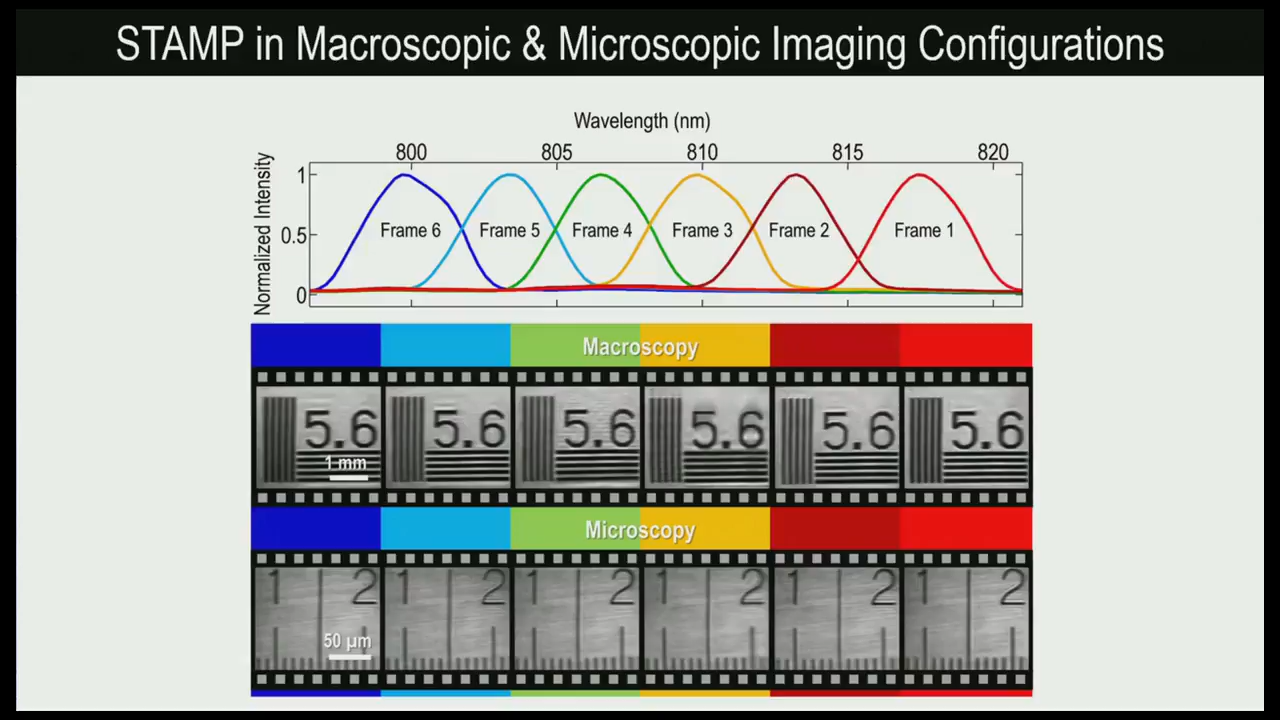 STAMP in Macroscopic & Microscopic Imaging Configurations
Wavelength (nm)
800 805 810 815 820
Normalized Intensity
1
0.5
0
Frame 6 Frame 5 Frame 4 Frame 3 Frame 2 Frame 1
Macroscopy
5.6 5.6 5.6 5.6 5.6 5.6
1 mm
Microscopy
1 2 1 2 1 2 1 2 1 2 1 2
50 µm